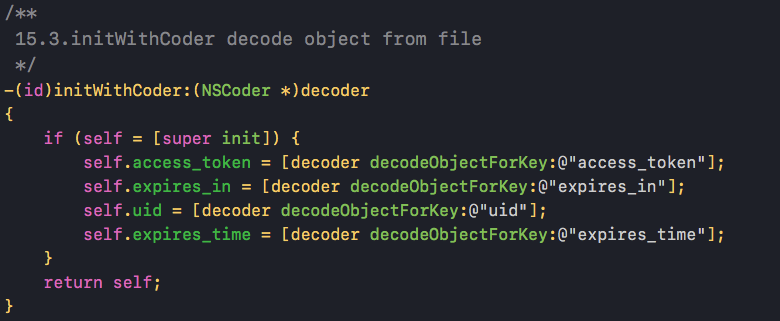 /**
 15.3.initWithCoder decode object from file
 */
-(id)initWithCoder:(NSCoder *)decoder
{
    if (self = [super init]) {
        self.access_token = [decoder decodeObjectForKey:@"access_token"];
        self.expires_in = [decoder decodeObjectForKey:@"expires_in"];
        self.uid = [decoder decodeObjectForKey:@"uid"];
        self.expires_time = [decoder decodeObjectForKey:@"expires_time"];
    }
    return self;
}